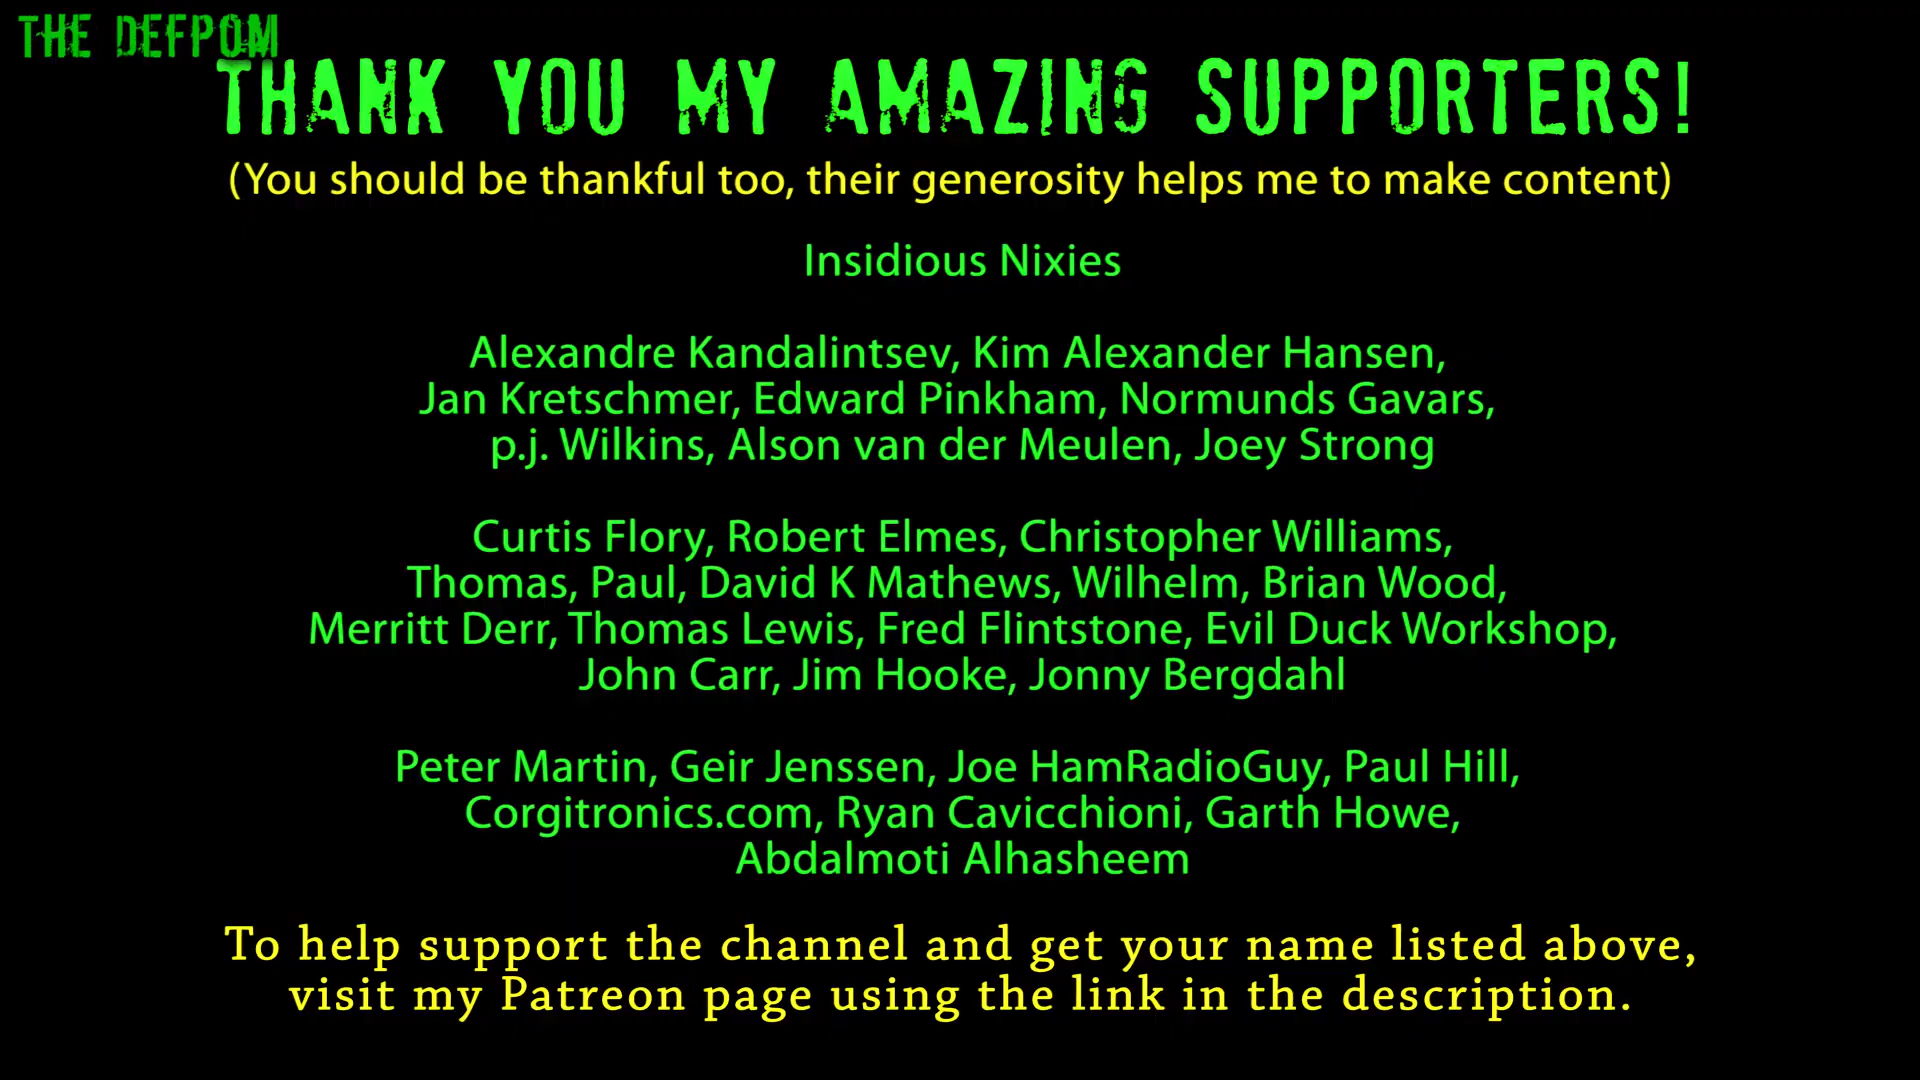 THE DEFPOM
THANK YOU MY AMAZING SUPPORTERS!
(You should be thankful too, their generosity helps me to make content)
Insidious Nixies
Alexandre Kandalintsev, Kim Alexander Hansen,
Jan Kretschmer, Edward Pinkham, Normunds Gavars,
p.j. Wilkins, Alson van der Meulen, Joey Strong
Curtis Flory, Robert Elmes, Christopher Williams,
Thomas, Paul, David K Mathews, Wilhelm, Brian Wood,
Merritt Derr, Thomas Lewis, Fred Flintstone, Evil Duck Workshop,
John Carr, Jim Hooke, Jonny Bergdahl
Peter Martin, Geir Jenssen, Joe HamRadioGuy, Paul Hill,
Corgitronics.com, Ryan Cavicchioni, Garth Howe,
Abdalmoti Alhasheem
To help support the channel and get your name listed above,
visit my Patreon page using the link in the description.